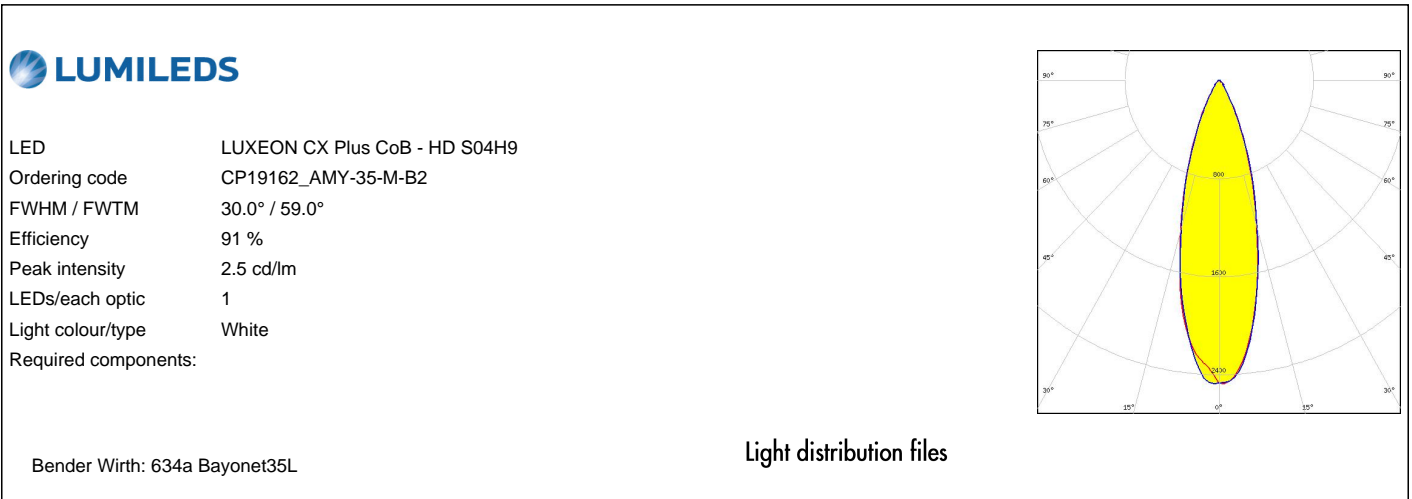 LUMILEDS
LED LUXEON CX Plus CoB - HD S04H9
Ordering code CP19162_AMY-35-M-B2
FWHM / FWTM 30.0° / 59.0°
Efficiency 91 %
Peak intensity 2.5 cd/lm
LEDs/each optic 1
Light colour/type White
Required components:
Bender Wirth: 634a Bayonet35L
90° 90°
75° 75°
800
60° 60°
45° 45°
1600
2400
30° 30°
15° 0° 15°
Light distribution files